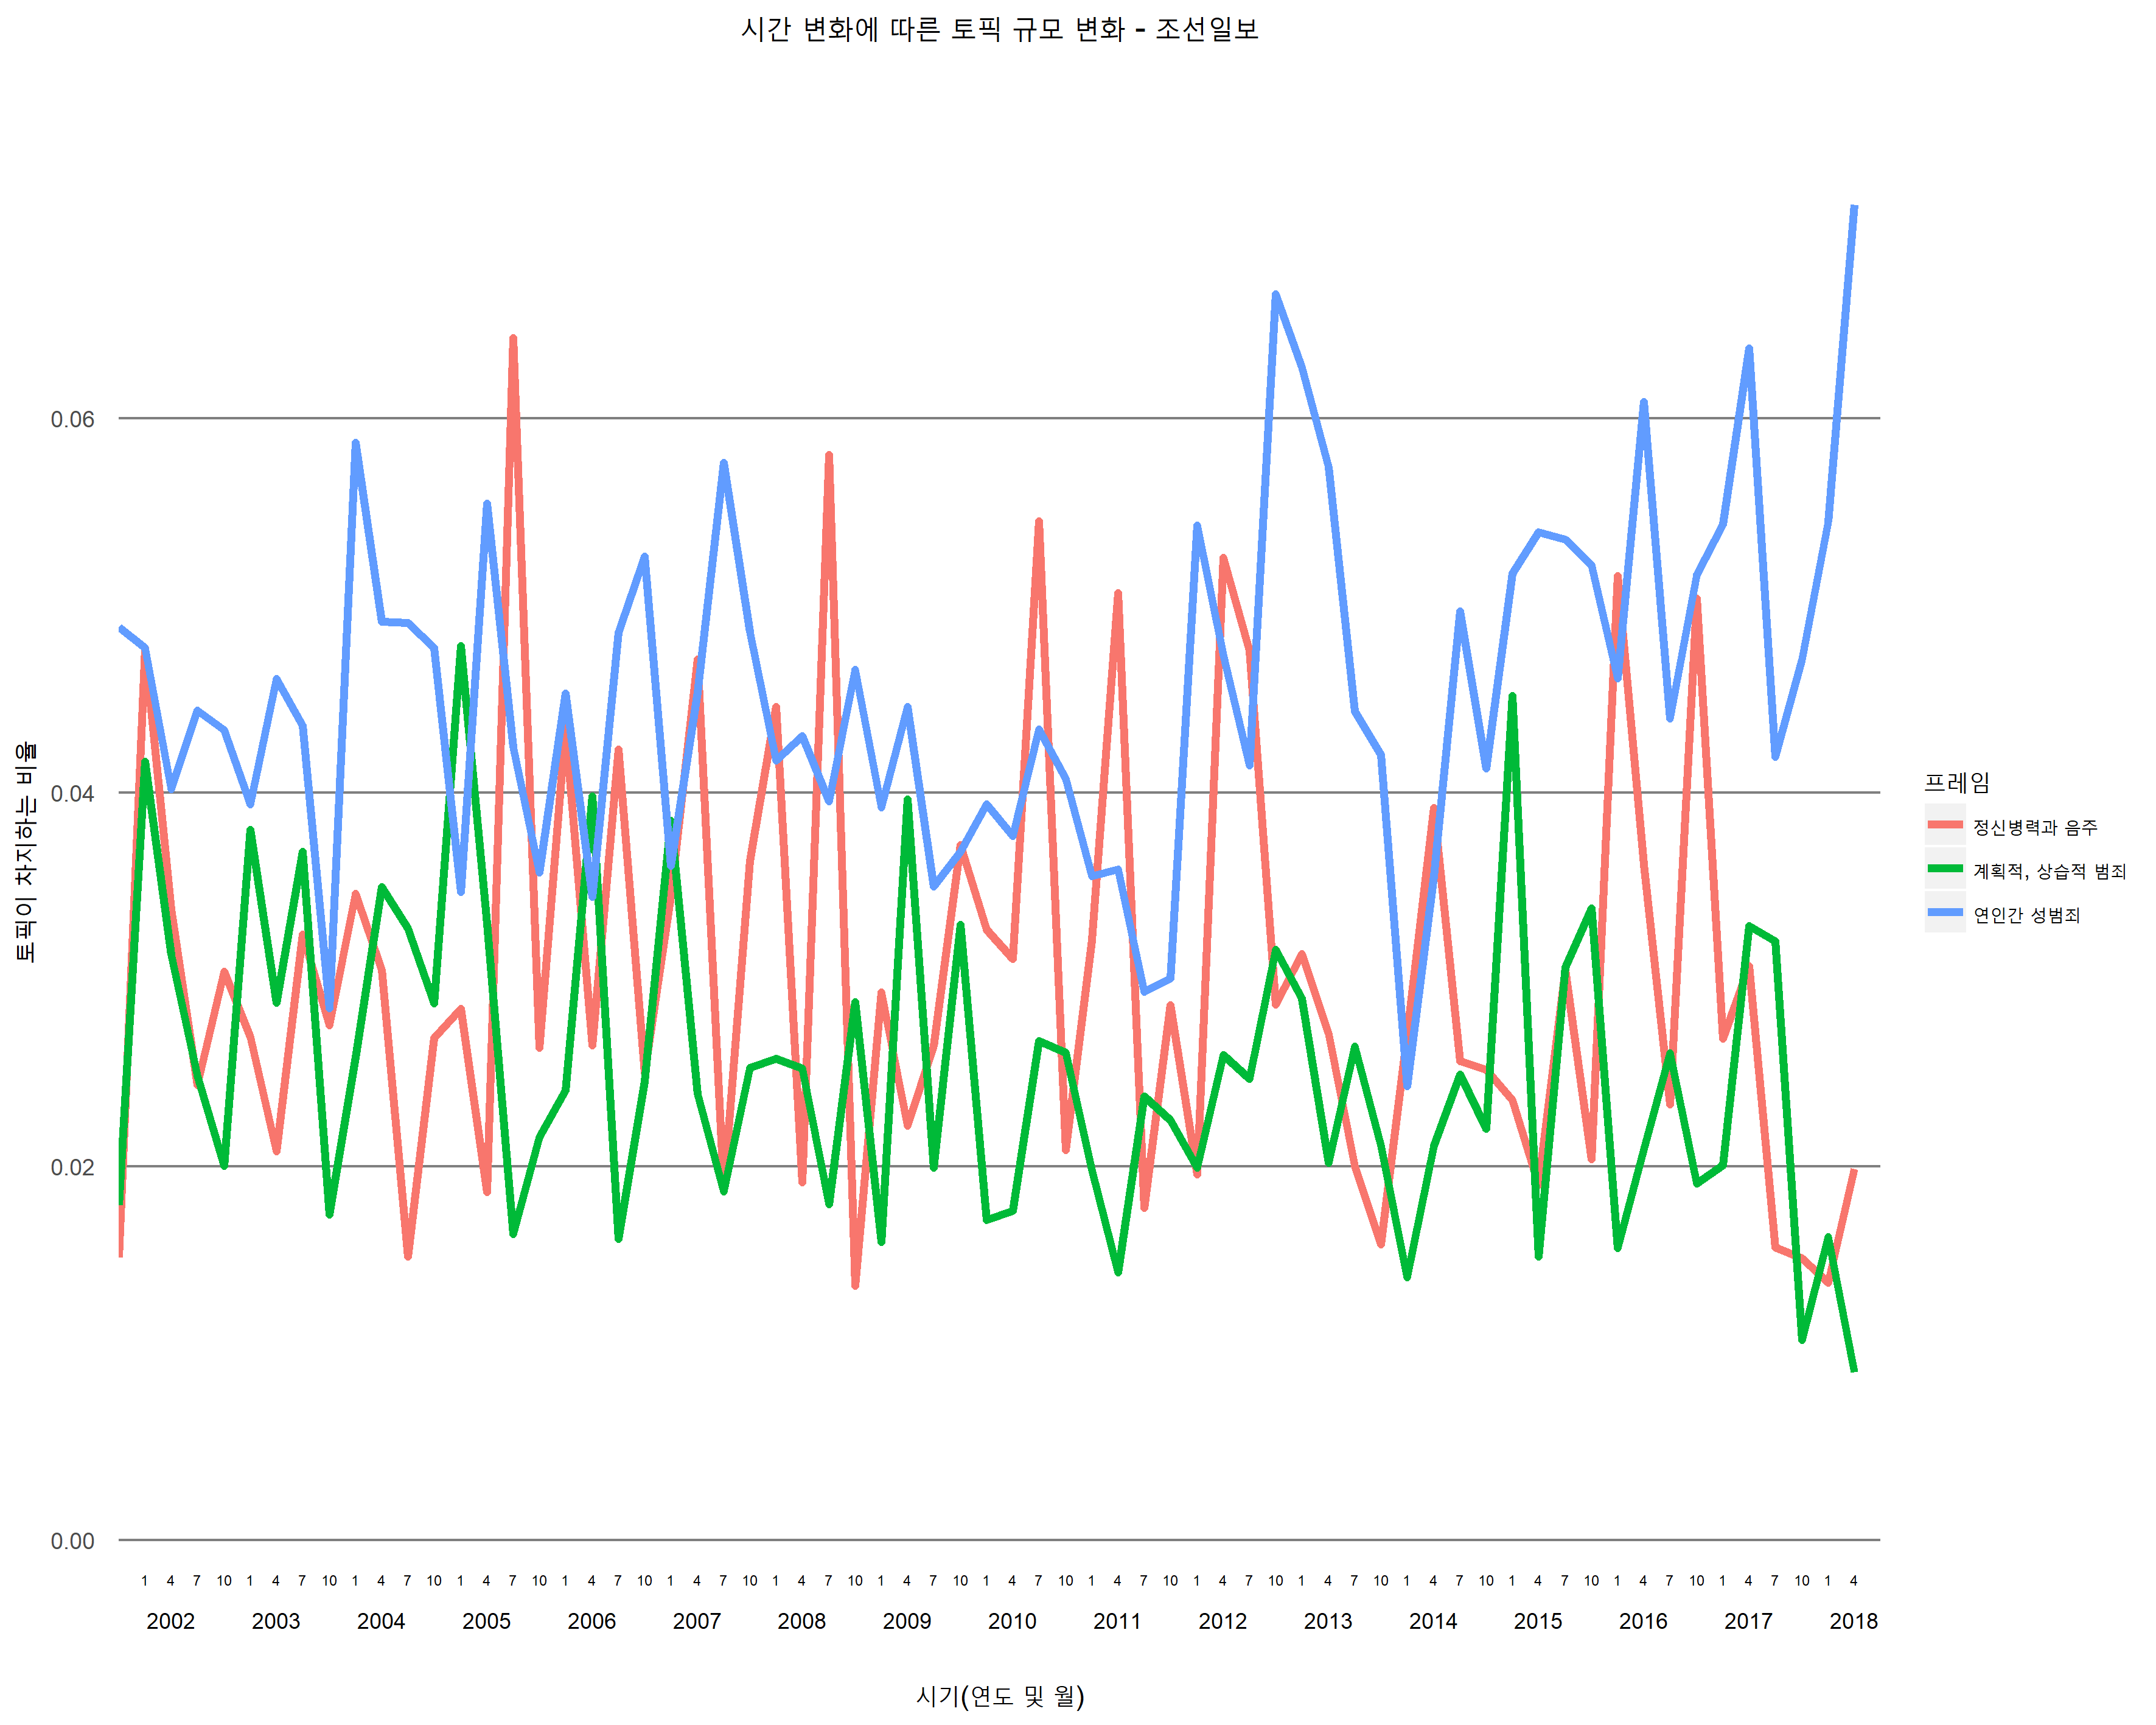 시간 변화에 따른 토픽 규모 변화 - 조선일보
토픽이 차지하는 비율
0.06
0.04
0.02
0.00
프레임
정신병력과 음주
계획적, 상습적 범죄
연인간 성범죄
1 4 7 10 1 4 7 10 1 4 7 10 1 4 7 10 1 4 7 10 1 4 7 10 1 4 7 10 1 4 7 10 1 4 7 10 1 4 7 10 1 4 7 10 1 4 7 10 1 4 7 10 1 4 7 10 1 4 7 10 1 4 7 10 1 4
2002 2003 2004 2005 2006 2007 2008 2009 2010 2011 2012 2013 2014 2015 2016 2017 2018
시기(연도 및 월)